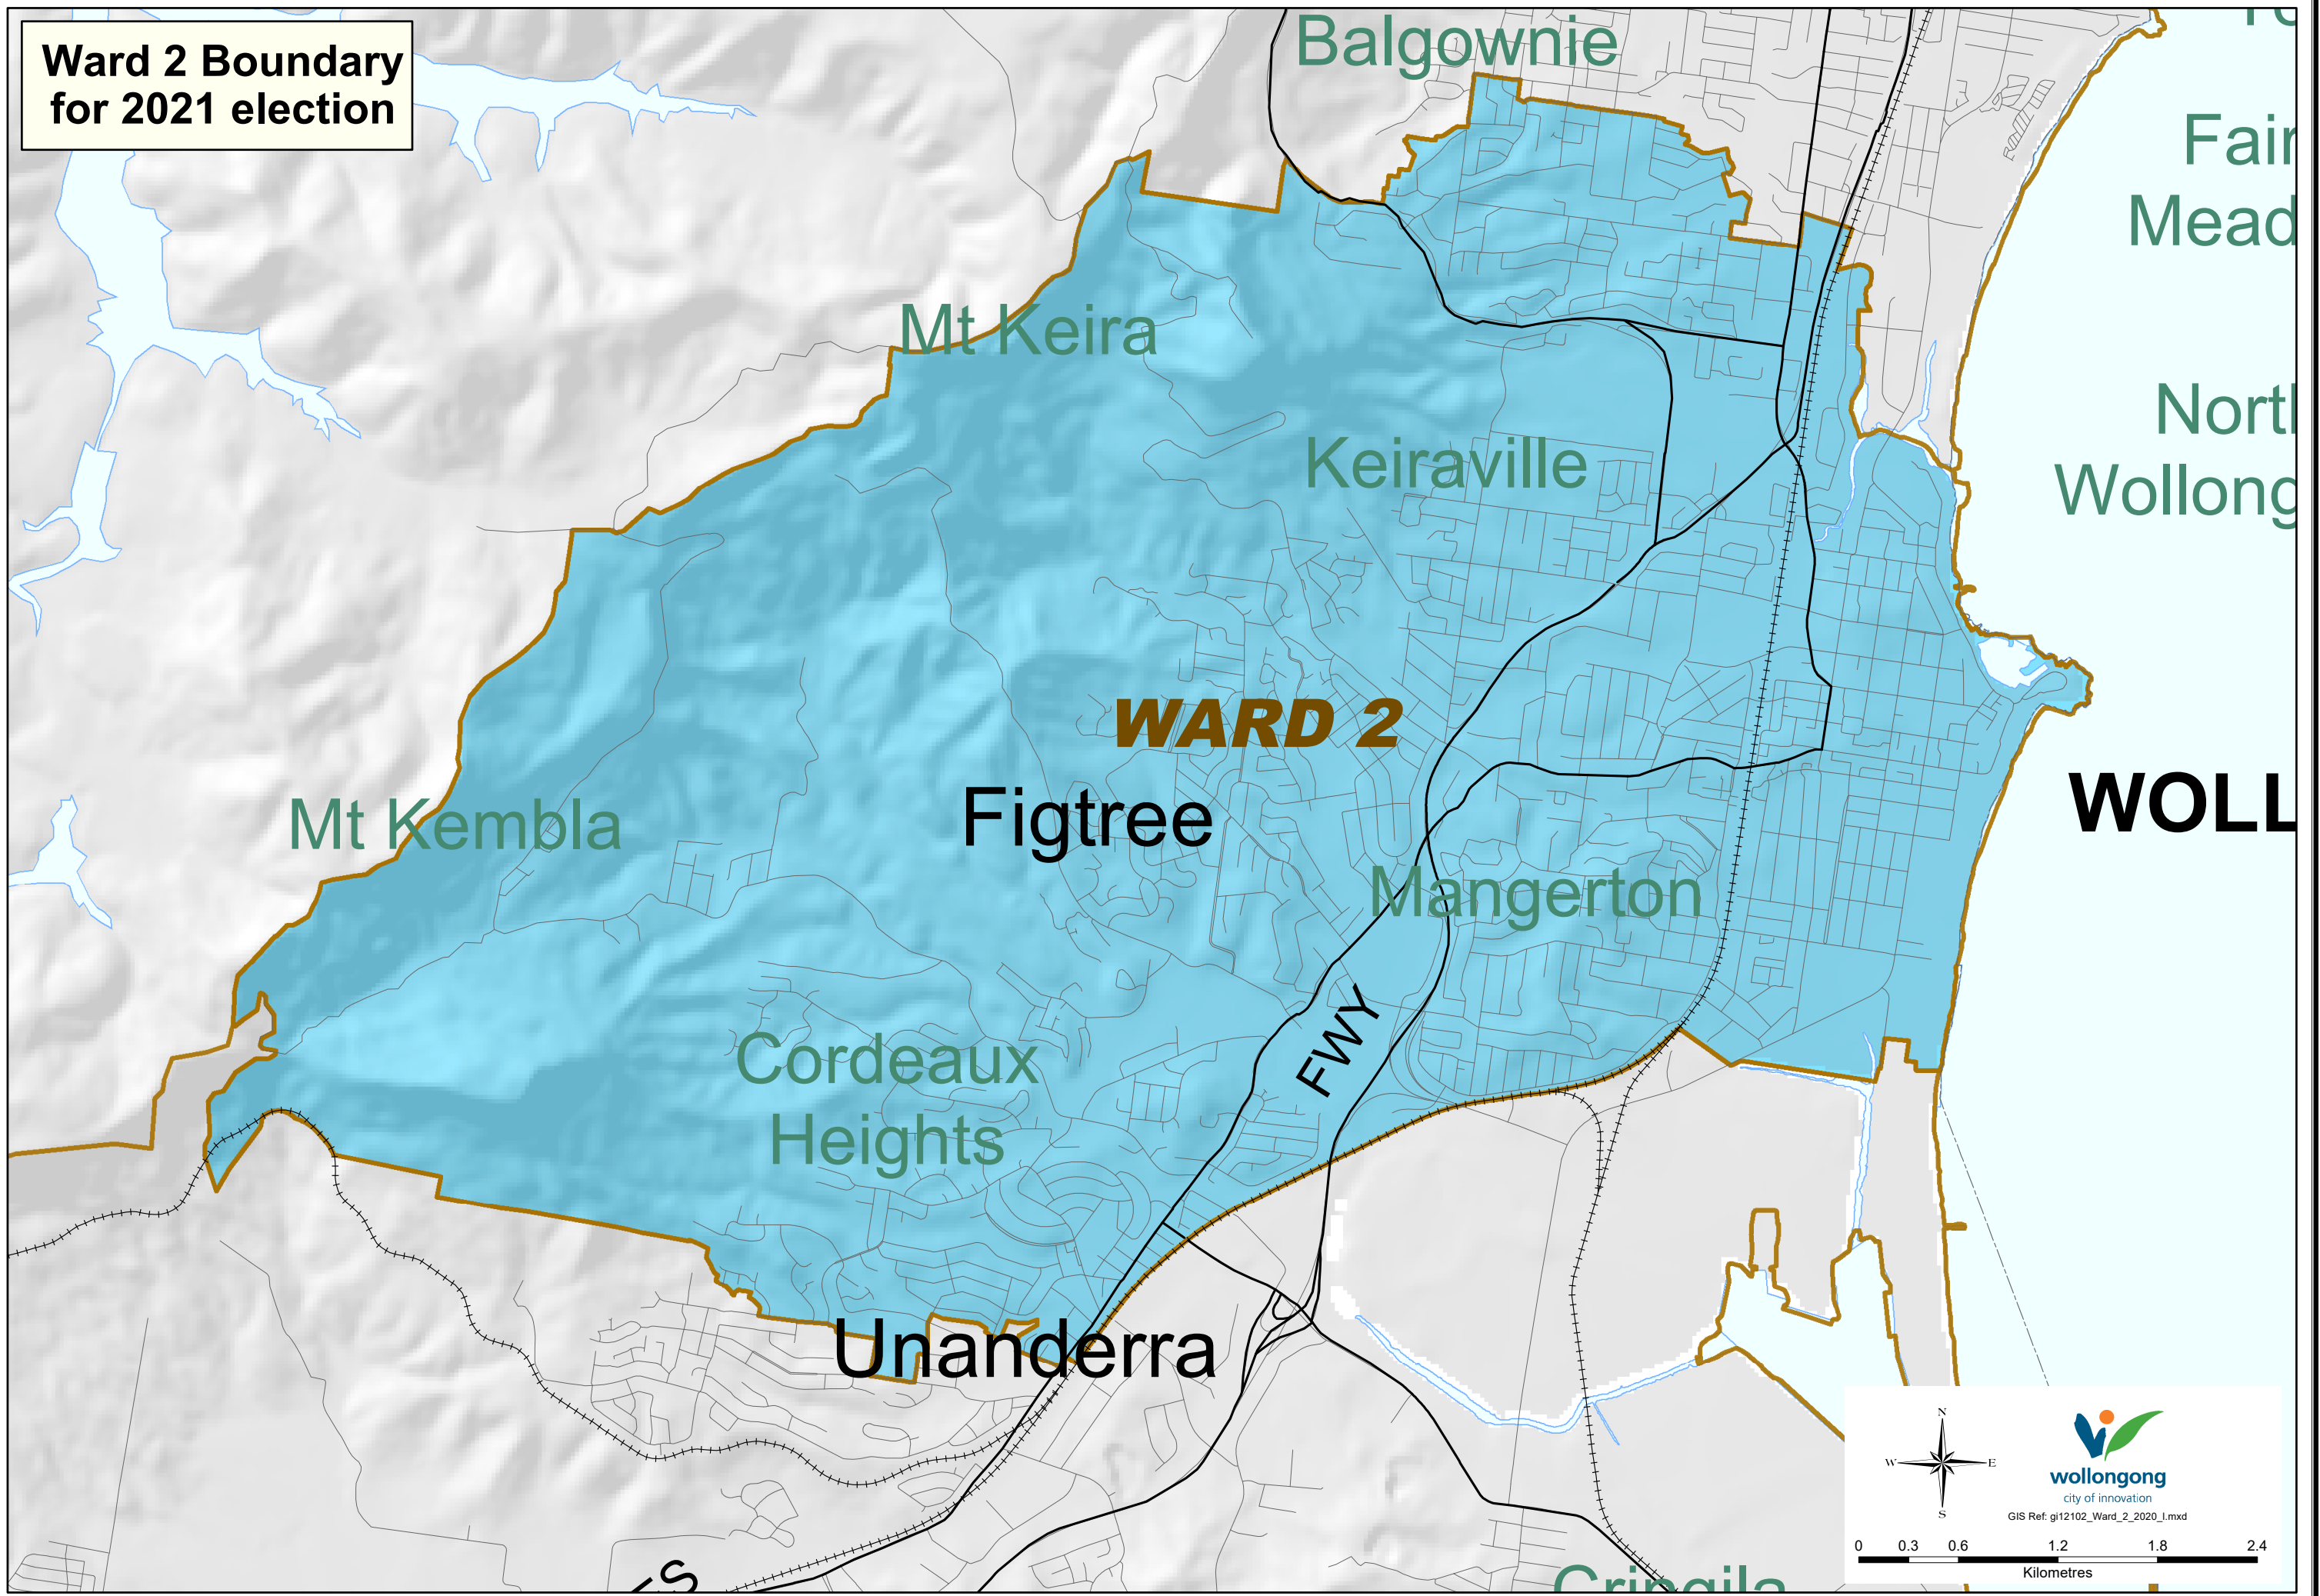 Ward 2 Boundary
for 2021 election
Balgownie
Fair
Mead
Mt Keira
Keiraville
North
Wollong
WARD 2
Figtree
WOLL
Mt Kembla
Mangerton
FWY
Cordeaux
Heights
Unanderra
Cringila
N
W E
S
wollongong
city of innovation
GIS Ref: gi12102_Ward_2_2020_I.mxd
0 0.3 0.6 1.2 1.8 2.4
Kilometres